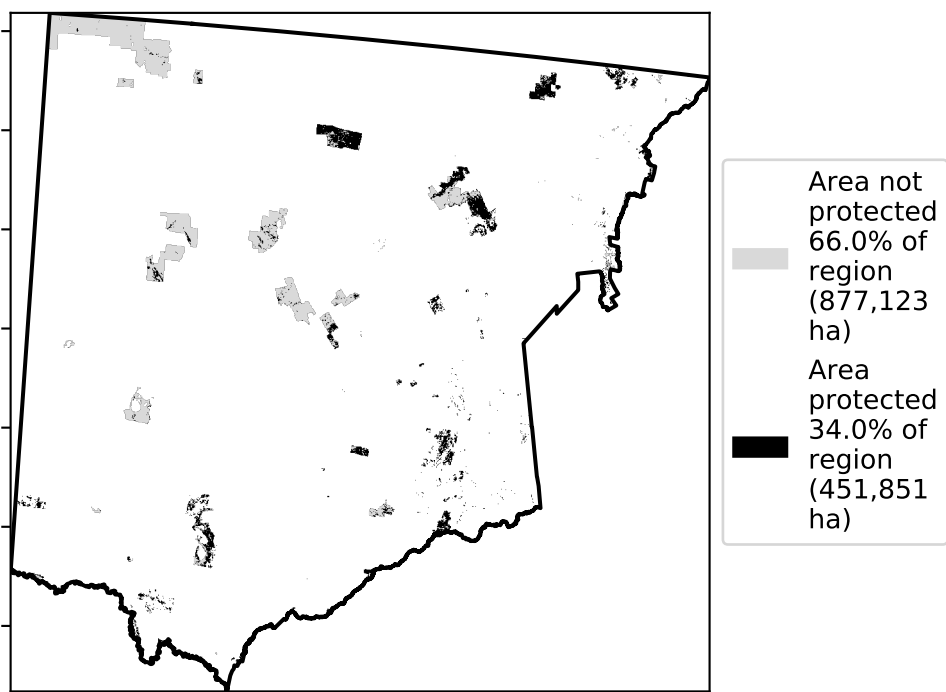 Area not
protected
66.0% of
region
(877,123
ha)
Area
protected
34.0% of
region
(451,851
ha)